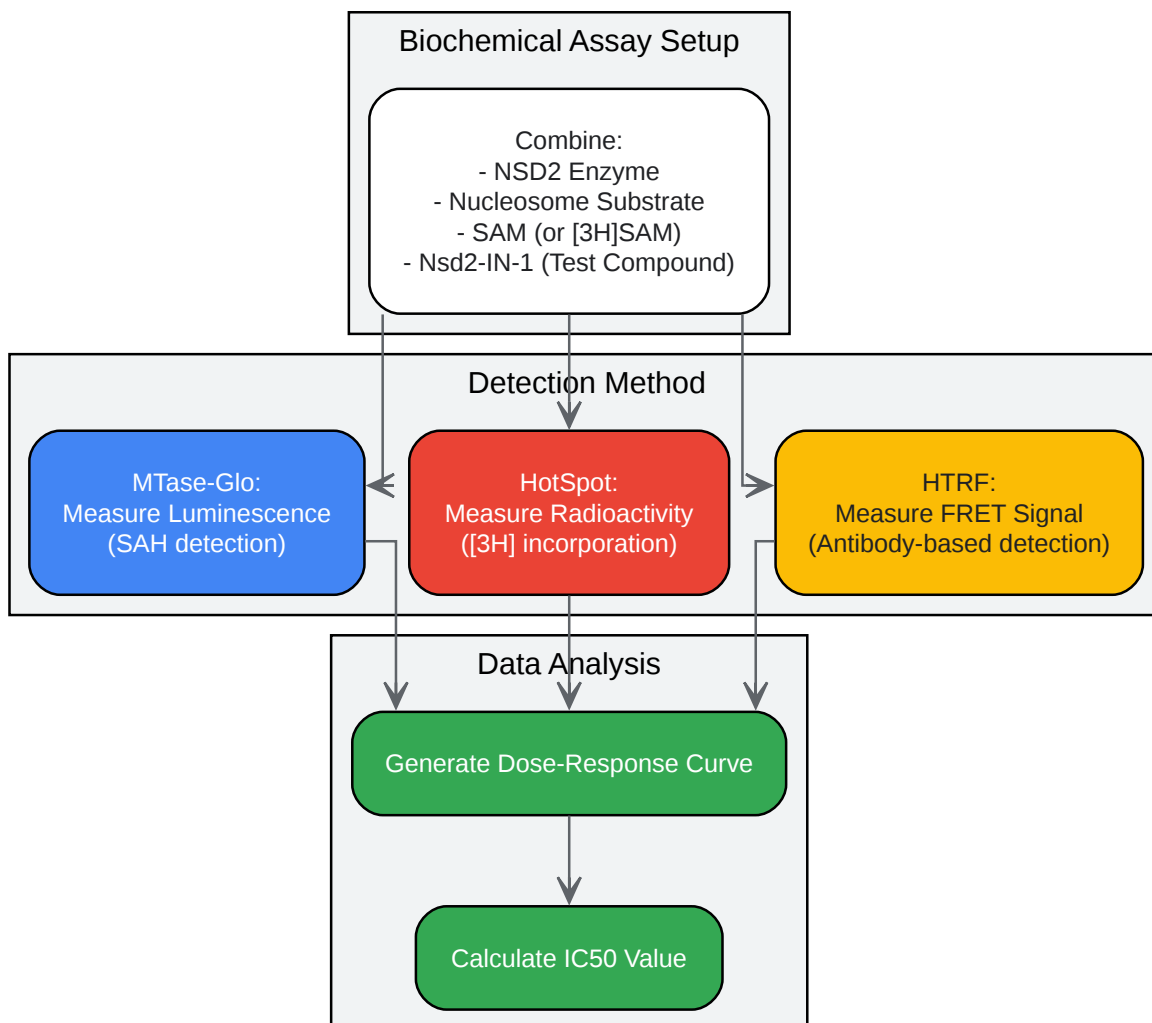 Biochemical Assay Setup
Combine:
- NSD2 Enzyme
- Nucleosome Substrate
- SAM (or [3H]SAM)
- Nsd2-IN-1 (Test Compound)
Detection Method
MTase-Glo:
Measure Luminescence
(SAH detection)
HotSpot:
Measure Radioactivity
([3H] incorporation)
HTRF:
Measure FRET Signal
(Antibody-based detection)
Data Analysis
Generate Dose-Response Curve
Calculate IC50 Value